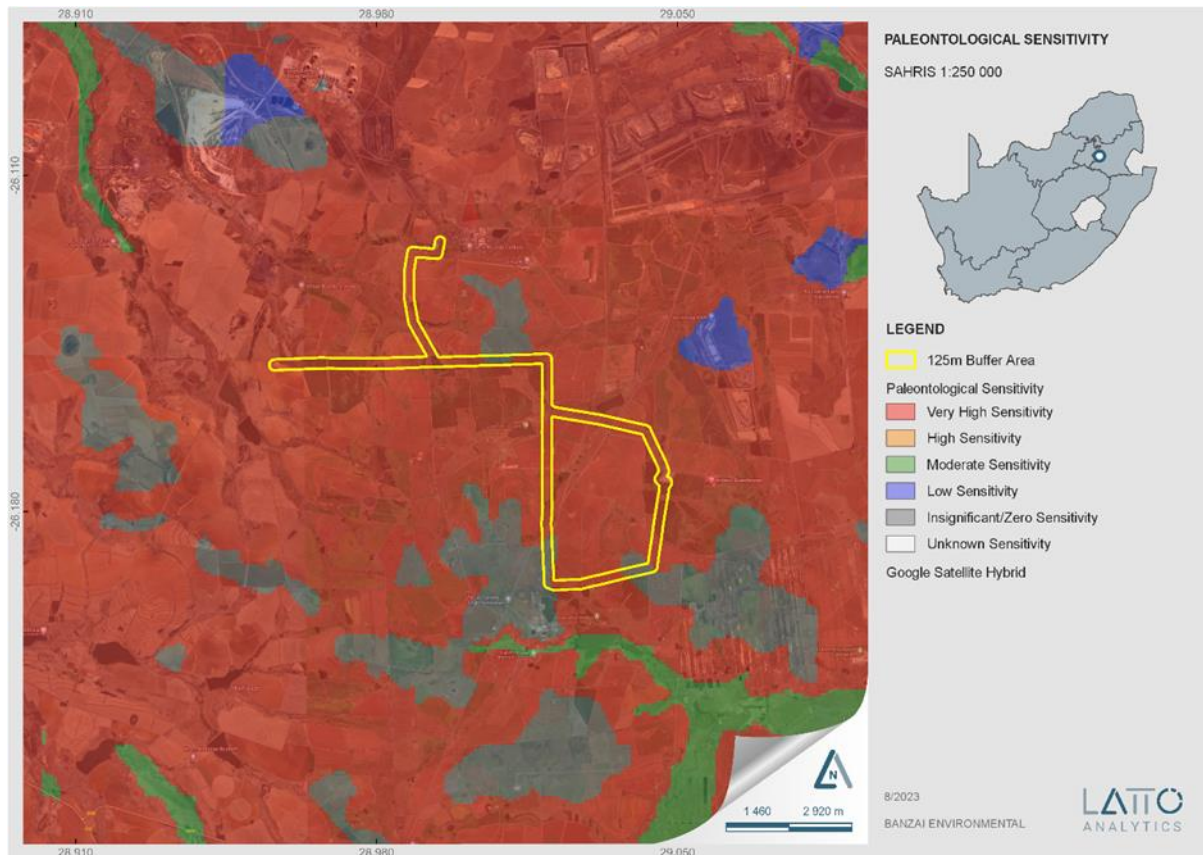 28.910
28.980
29.050
PALEONTOLOGICAL SENSITIVITY
SAHRIS 1:250 000
-26.110
-26.180
LEGEND
125m Buffer Area
Paleontological Sensitivity
Very High Sensitivity
High Sensitivity
Moderate Sensitivity
Low Sensitivity
Insignificant/Zero Sensitivity
Unknown Sensitivity
Google Satellite Hybrid
N
1 460
2 920 m
8/2023
BANZAI ENVIRONMENTAL
LATTO
ANALYTICS
28.910
28.980
29.050